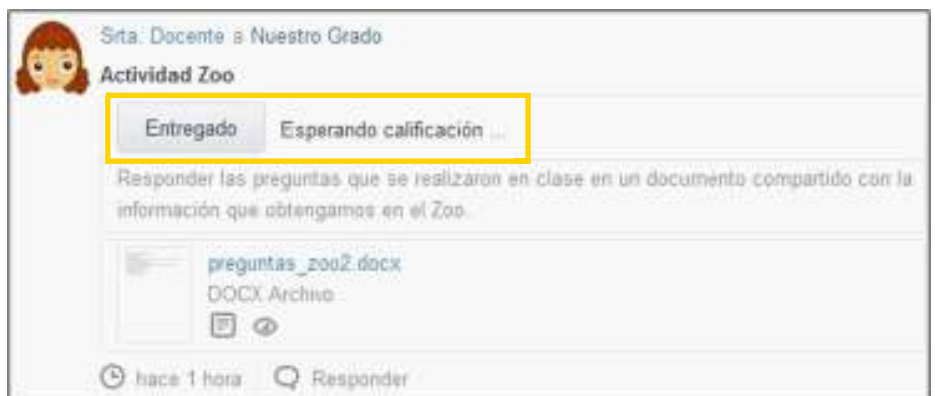 Srta. Docente a Nuestro Grado
Actividad Zoo
Entregado Esperando calificación ...
Responder las preguntas que se realizaron en clase en un documento compartido con la
información que obtengamos en el Zoo.
preguntas_zoo2.docx
DOCX Archivo
hace 1 hora Responder